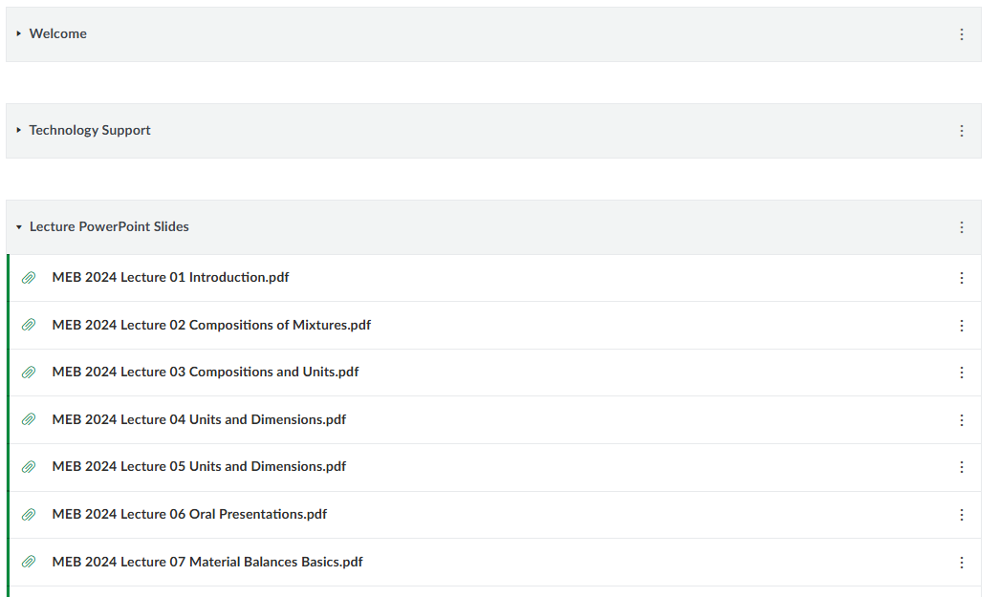 Welcome
Technology Support
Lecture PowerPoint Slides
MEB 2024 Lecture 01 Introduction.pdf
MEB 2024 Lecture 02 Compositions of Mixtures.pdf
MEB 2024 Lecture 03 Compositions and Units.pdf
MEB 2024 Lecture 04 Units and Dimensions.pdf
MEB 2024 Lecture 05 Units and Dimensions.pdf
MEB 2024 Lecture 06 Oral Presentations.pdf
MEB 2024 Lecture 07 Material Balances Basics.pdf